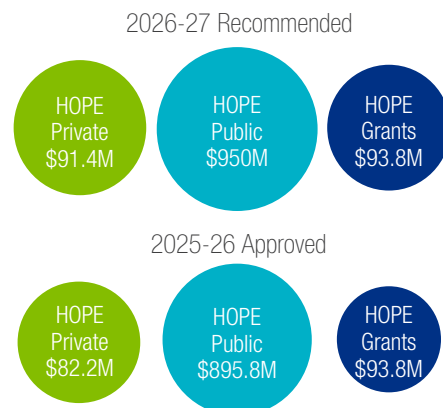 2026-27 Recommended
HOPE
Private
$91.4M
HOPE
Public
$950M
HOPE
Grants
$93.8M
2025-26 Approved
HOPE
Private
$82.2M
HOPE
Public
$895.8M
HOPE
Grants
$93.8M